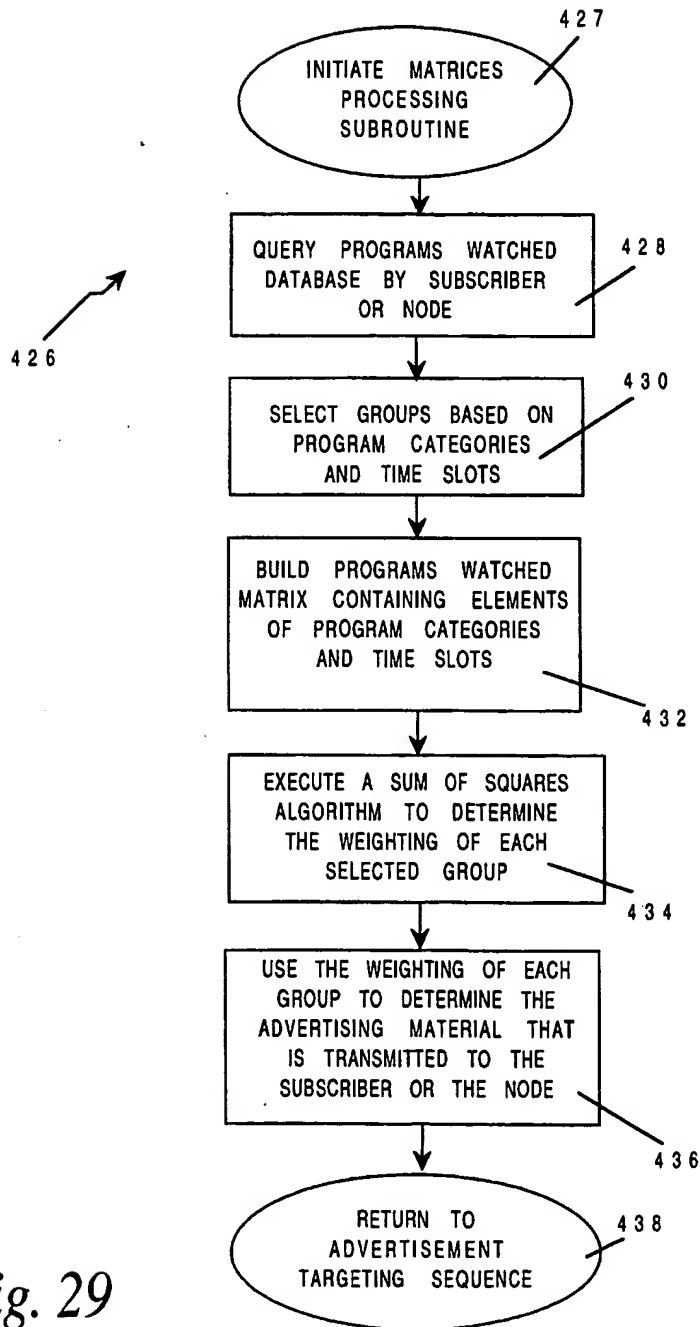 427
INITIATE MATRICES
PROCESSING
SUBROUTINE
QUERY PROGRAMS WATCHED
DATABASE BY SUBSCRIBER
OR NODE
428
426
SELECT GROUPS BASED ON
PROGRAM CATEGORIES
AND TIME SLOTS
430
BUILD PROGRAMS WATCHED
MATRIX CONTAINING ELEMENTS
OF PROGRAM CATEGORIES
AND TIME SLOTS
432
EXECUTE A SUM OF SQUARES
ALGORITHM TO DETERMINE
THE WEIGHTING OF EACH
SELECTED GROUP
434
USE THE WEIGHTING OF EACH
GROUP TO DETERMINE THE
ADVERTISING MATERIAL THAT
IS TRANSMITTED TO THE
SUBSCRIBER OR THE NODE
436
RETURN TO
ADVERTISEMENT
TARGETING SEQUENCE
438
ig. 29